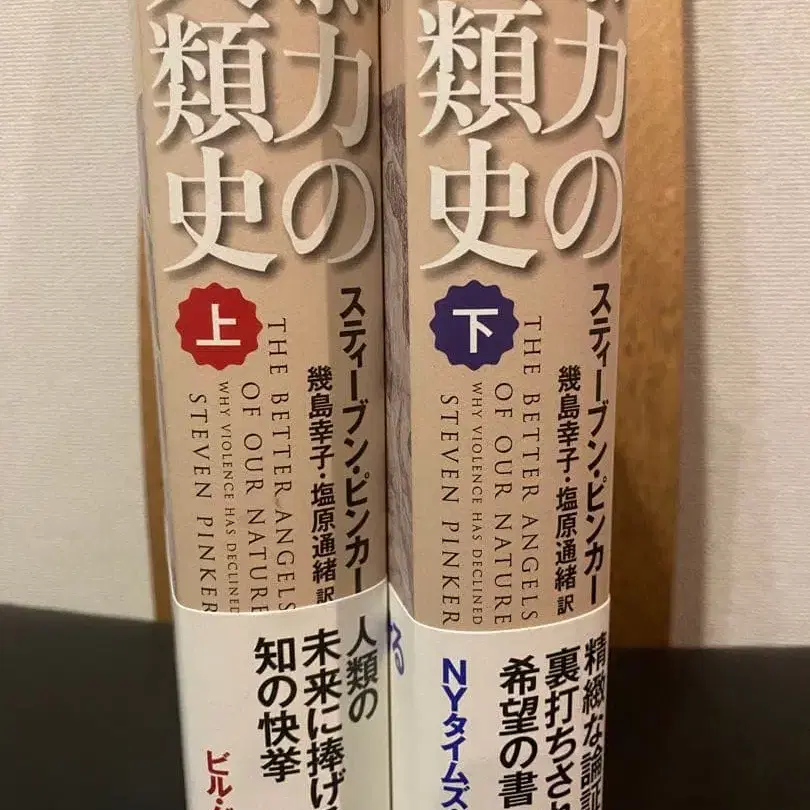 力の
類史
上
スティーブン・ピンカー
幾島幸子・塩原通緒 訳
THE BETTER ANGELS
OF OUR NATURE
WHY VIOLENCE HAS DECLINED
STEVEN PINKER
人類の
未来に捧げ
知の快挙
ビル・
力の
類史
下
スティーブン・ピンカー
幾島幸子・塩原通緒 訳
THE BETTER ANGELS
OF OUR NATURE
WHY VIOLENCE HAS DECLINED
STEVEN PINKER
精緻な論証
裏打ちさ
希望の書
NYタイムズ
る